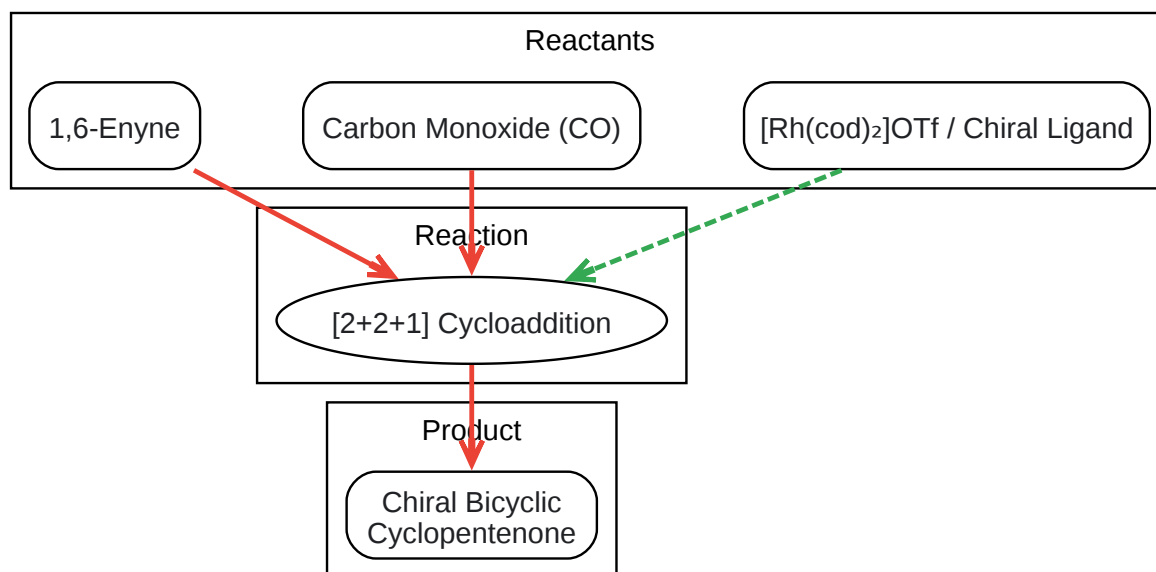 Reactants
1,6-Enyne
Carbon Monoxide (CO)
[Rh(cod)₂]OTf / Chiral Ligand
Reaction
[2+2+1] Cycloaddition
Product
Chiral Bicyclic
Cyclopentenone